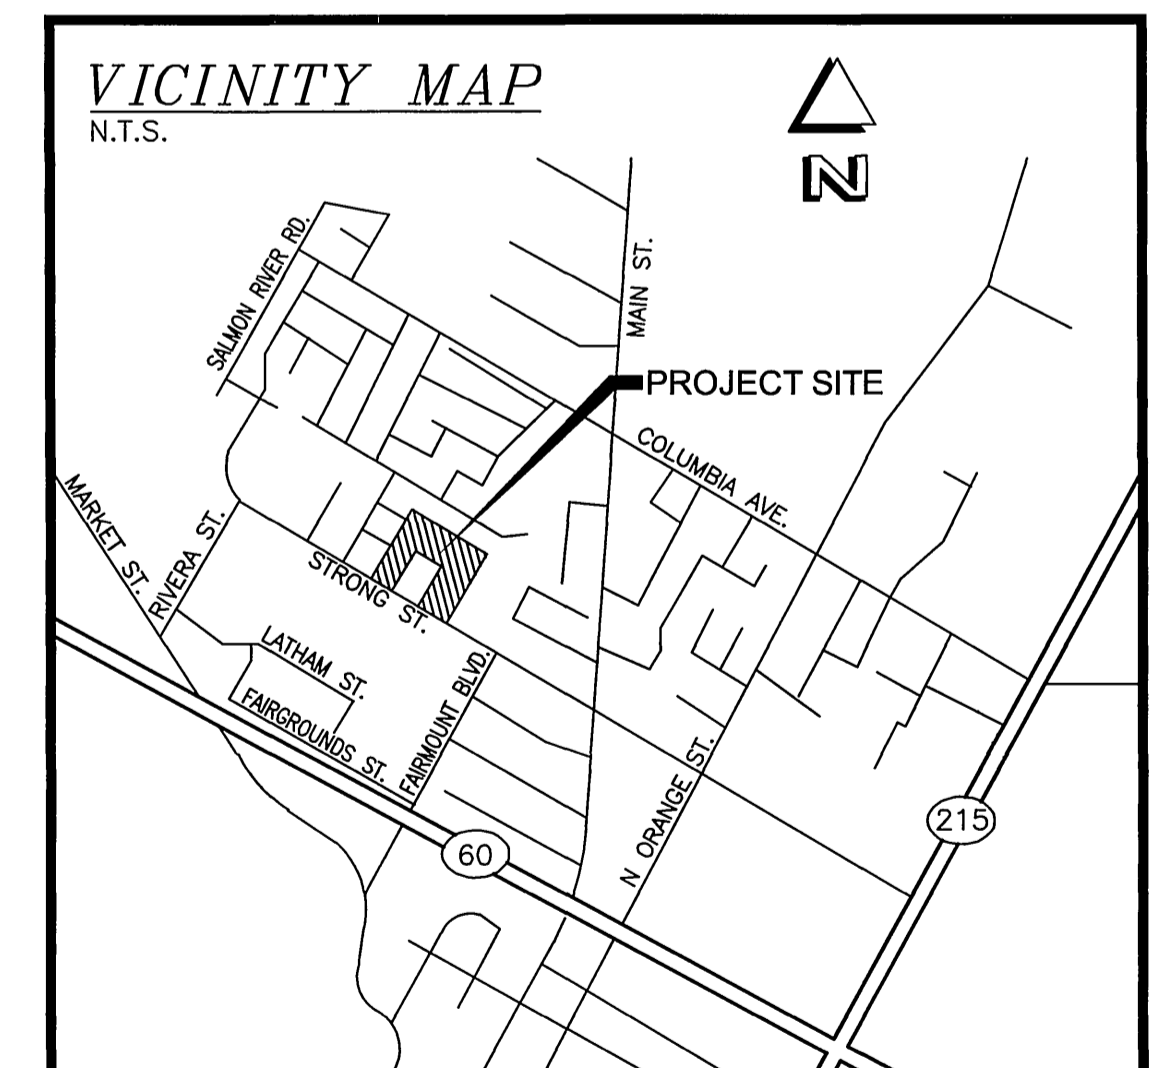 VICINITY MAP
N.T.S.
N
SALMON RIVER RD.
MAIN ST.
PROJECT SITE
COLUMBIA AVE.
MARKET ST.
RIVERA ST.
STRONG ST.
LATHAM ST.
FAIRGROUNDS ST.
FAIRMOUNT BLVD.
N ORANGE ST.
215
60